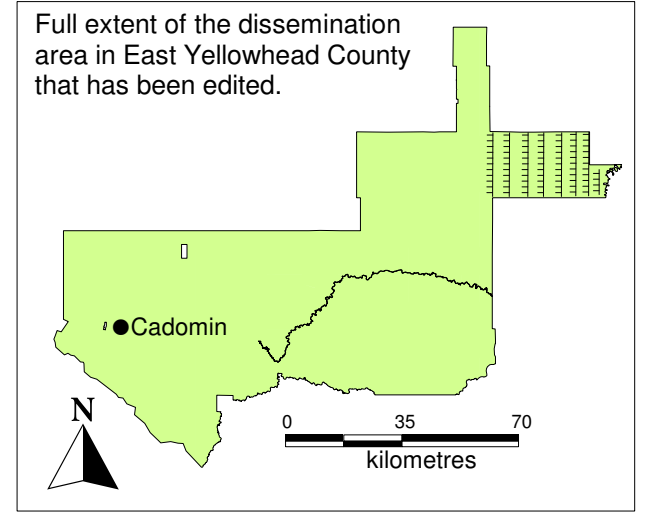 Full extent of the dissemination
area in East Yellowhead County
that has been edited.
Cadomin
N
0 35 70
kilometres